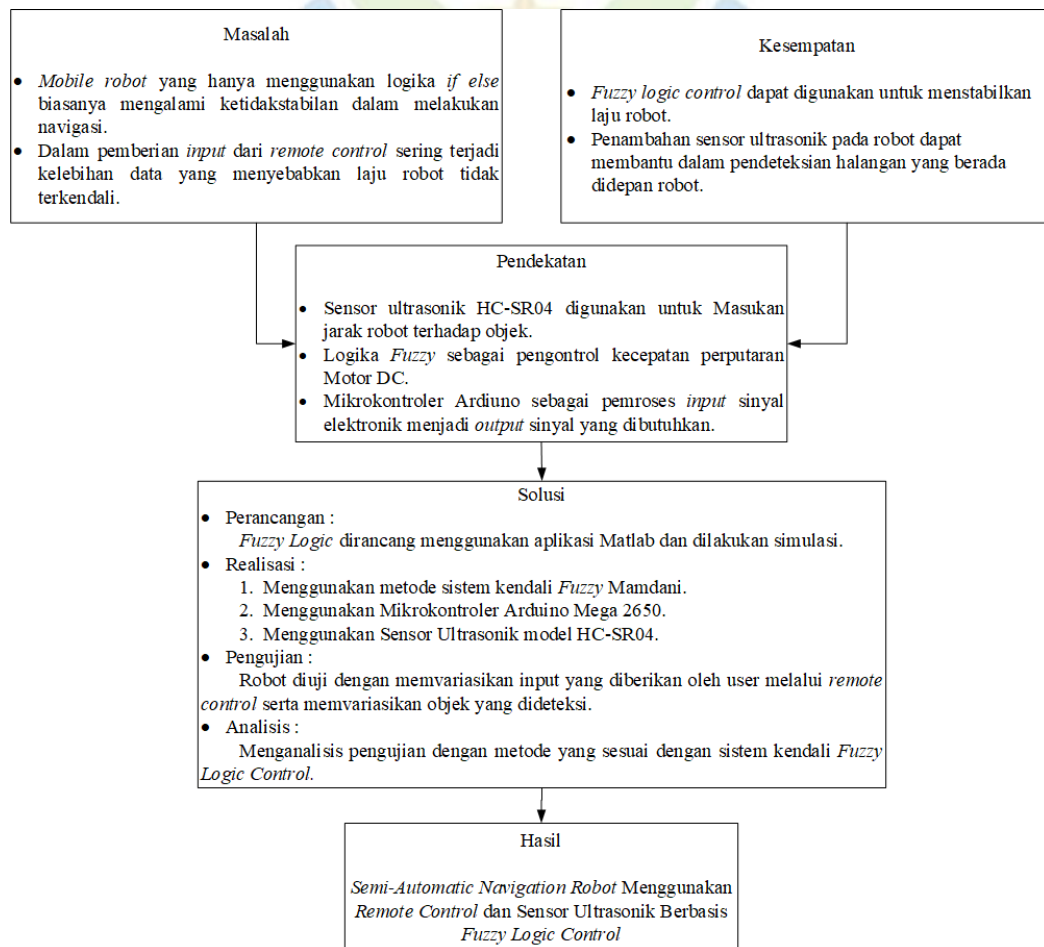 Masalah
• Mobile robot yang hanya menggunakan logika if else
biasanya mengalami ketidakstabilan dalam melakukan
navigasi.
• Dalam pemberian input dari remote control sering terjadi
kelebihan data yang menyebabkan laju robot tidak
terkendali.
Kesempatan
• Fuzzy logic control dapat digunakan untuk menstabilkan
laju robot.
• Penambahan sensor ultrasonik pada robot dapat
membantu dalam pendeteksian halangan yang berada
didepan robot.
Pendekatan
• Sensor ultrasonik HC-SR04 digunakan untuk Masukan
jarak robot terhadap objek.
• Logika Fuzzy sebagai pengontrol kecepatan perputaran
Motor DC.
• Mikrokontroler Ardiuno sebagai pemroses input sinyal
elektronik menjadi output sinyal yang dibutuhkan.
Solusi
• Perancangan :
Fuzzy Logic dirancang menggunakan aplikasi Matlab dan dilakukan simulasi.
• Realisasi :
1. Menggunakan metode sistem kendali Fuzzy Mamdani.
2. Menggunakan Mikrokontroler Arduino Mega 2650.
3. Menggunakan Sensor Ultrasonik model HC-SR04.
• Pengujian :
Robot diuji dengan memvariasikan input yang diberikan oleh user melalui remote
control serta memvariasikan objek yang dideteksi.
• Analisis :
Menganalisis pengujian dengan metode yang sesuai dengan sistem kendali Fuzzy
Logic Control.
Hasil
Semi-Automatic Navigation Robot Menggunakan
Remote Control dan Sensor Ultrasonik Berbasis
Fuzzy Logic Control